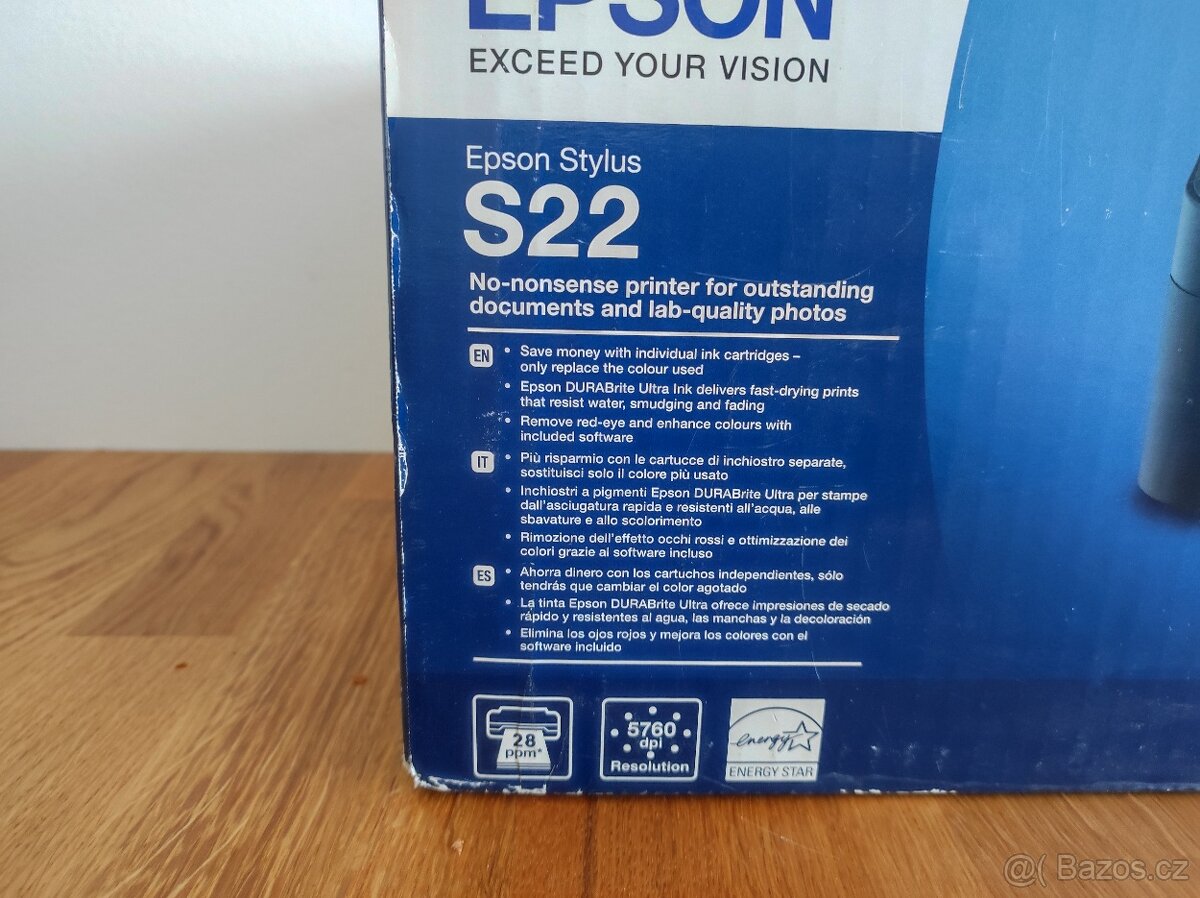 EPSON
EXCEED YOUR VISION
Epson Stylus
S22
No-nonsense printer for outstanding
documents and lab-quality photos
EN
• Save money with individual ink cartridges –
only replace the colour used
• Epson DURABrite Ultra Ink delivers fast-drying prints
that resist water, smudging and fading
• Remove red-eye and enhance colours with
included software
IT
• Più risparmio con le cartucce di inchiostro separate,
sostituisci solo il colore più usato
• Inchiostri a pigmenti Epson DURABrite Ultra per stampe
dall'asciugatura rapida e resistenti all'acqua, alle
sbavature e allo scolorimento
• Rimozione dell'effetto occhi rossi e ottimizzazione dei
colori grazie al software incluso
ES
• Ahorra dinero con los cartuchos independientes, sólo
tendrás que cambiar el color agotado
• La tinta Epson DURABrite Ultra ofrece impresiones de secado
rápido y resistentes al agua, las manchas y la decoloración
• Elimina los ojos rojos y mejora los colores con el
software incluido
28
ppm*
5760
dpi
Resolution
energy
ENERGY STAR
@( Bazos.cz